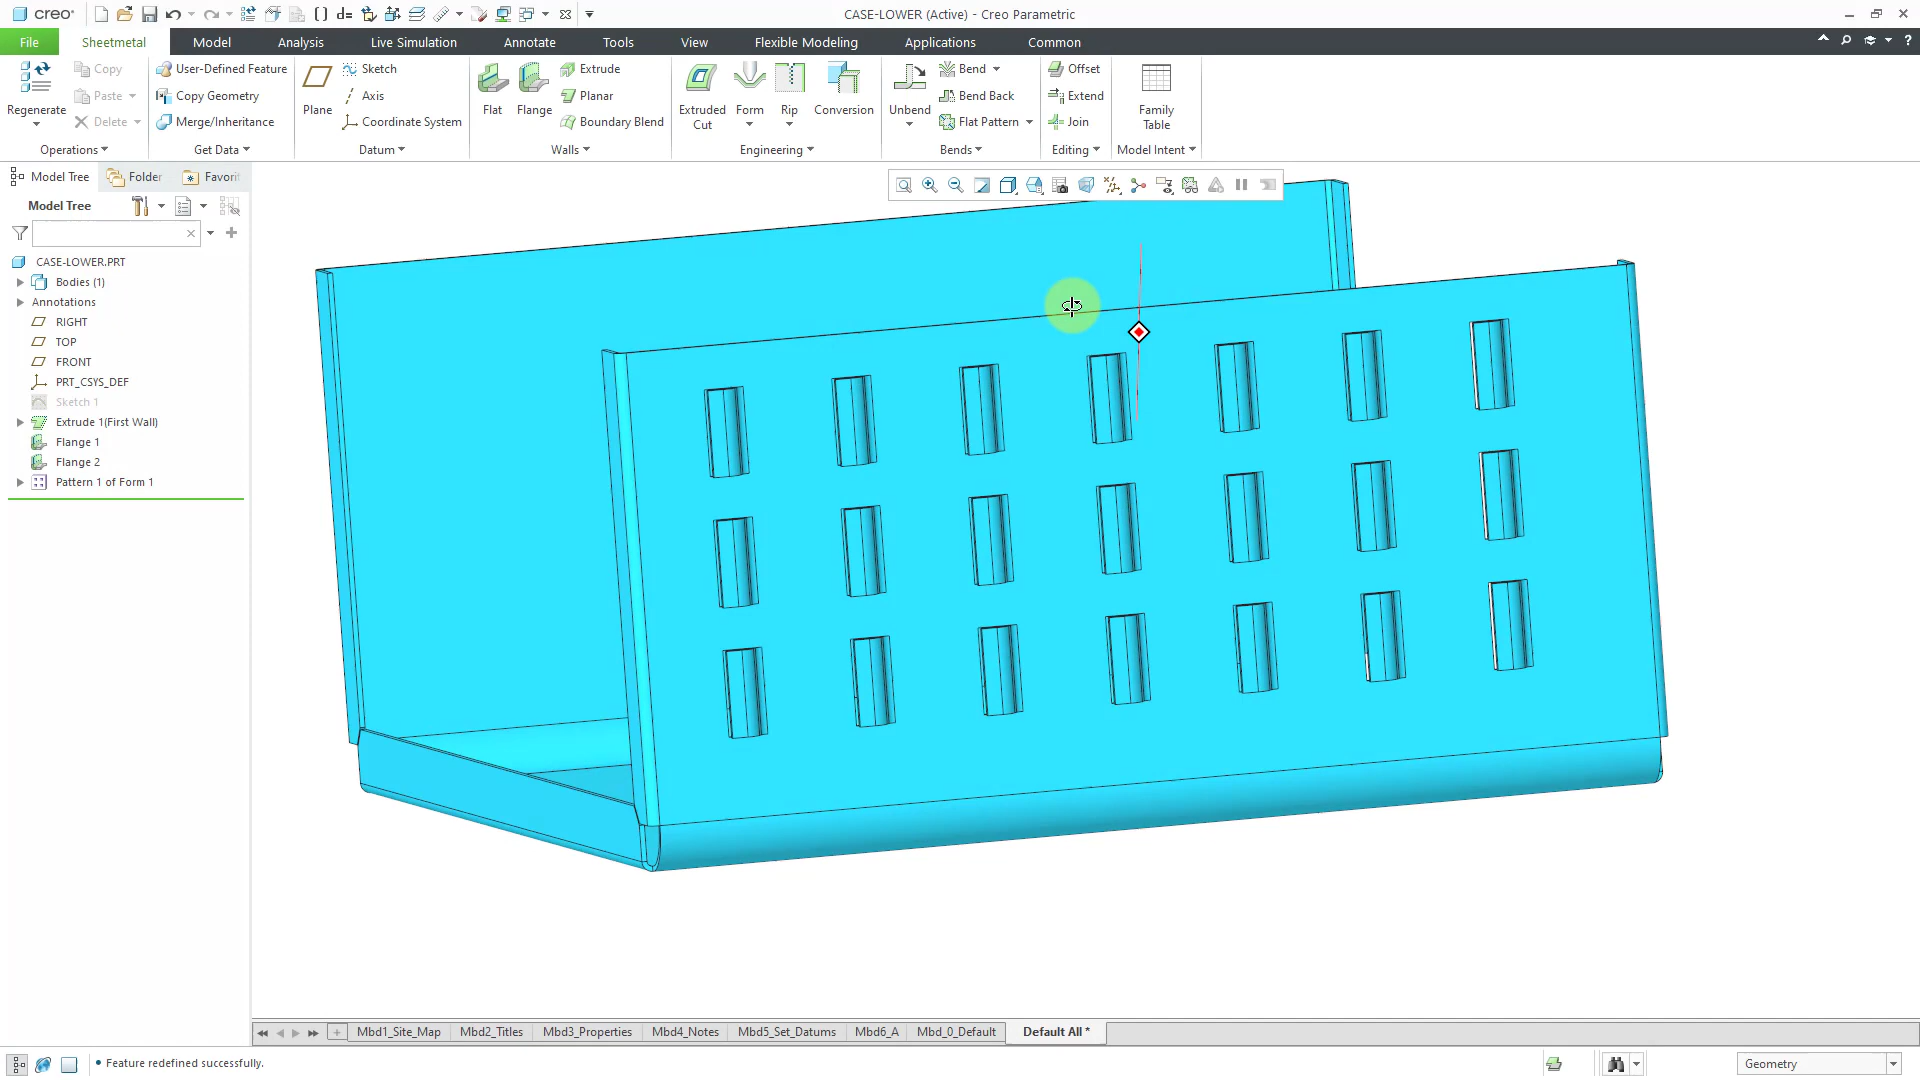 creo
CASE-LOWER (Active) - Creo Parametric
File Sheetmetal Model Analysis Live Simulation Annotate Tools View Flexible Modeling Applications Common
Regenerate
Copy
Paste
Delete
Operations
User-Defined Feature
Copy Geometry
Merge/Inheritance
Get Data
Plane
Sketch
Axis
Coordinate System
Datum
Flat
Flange
Extrude
Planar
Boundary Blend
Walls
Extruded
Cut
Form
Rip
Conversion
Engineering
Unbend
Bend
Bend Back
Flat Pattern
Bends
Offset
Extend
Join
Editing
Family
Table
Model Intent
Model Tree Folder Favorit
Model Tree
CASE-LOWER.PRT
Bodies (1)
Annotations
RIGHT
TOP
FRONT
PRT_CSYS_DEF
Sketch 1
Extrude 1(First Wall)
Flange 1
Flange 2
Pattern 1 of Form 1
Mbd1_Site_Map Mbd2_Titles Mbd3_Properties Mbd4_Notes Mbd5_Set_Datums Mbd6_A Mbd_0_Default Default All *
• Feature redefined successfully.
Geometry